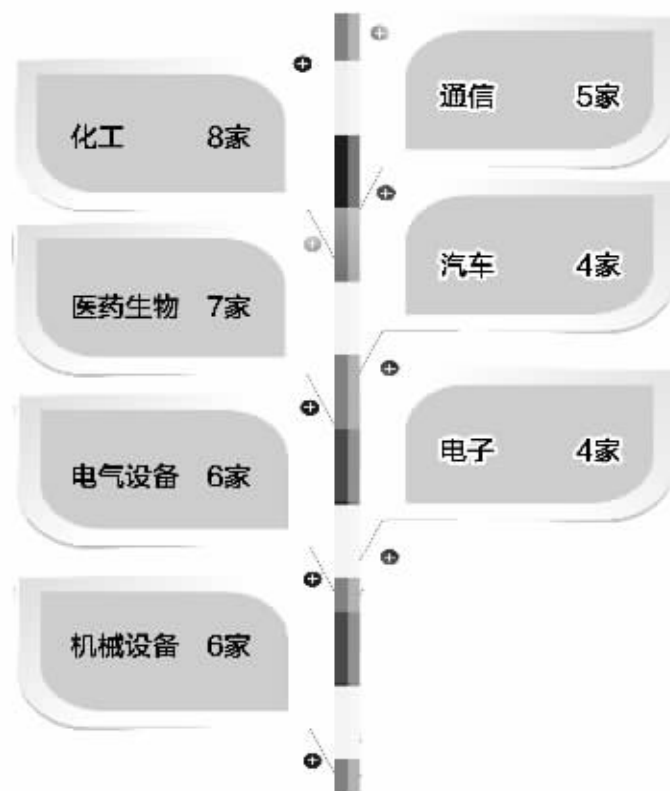 化工 8家
医药生物 7家
电气设备 6家
机械设备 6家
通信 5家
汽车 4家
电子 4家